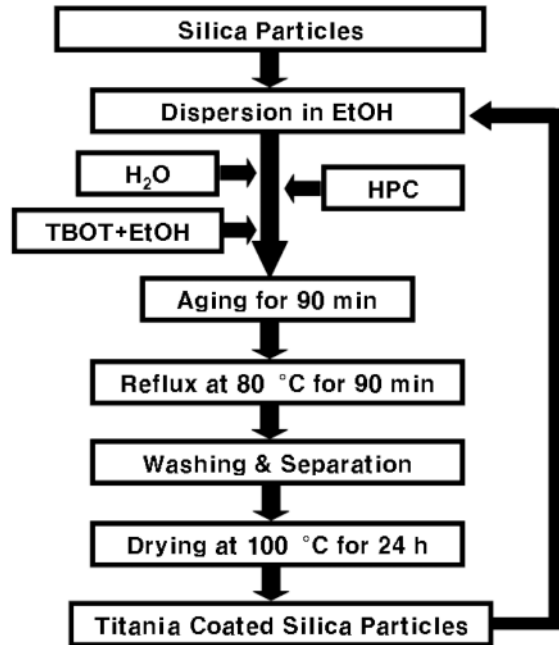 Silica Particles
Dispersion in EtOH
H₂O
HPC
TBOT+EtOH
Aging for 90 min
Reflux at 80 °C for 90 min
Washing & Separation
Drying at 100 °C for 24 h
Titania Coated Silica Particles